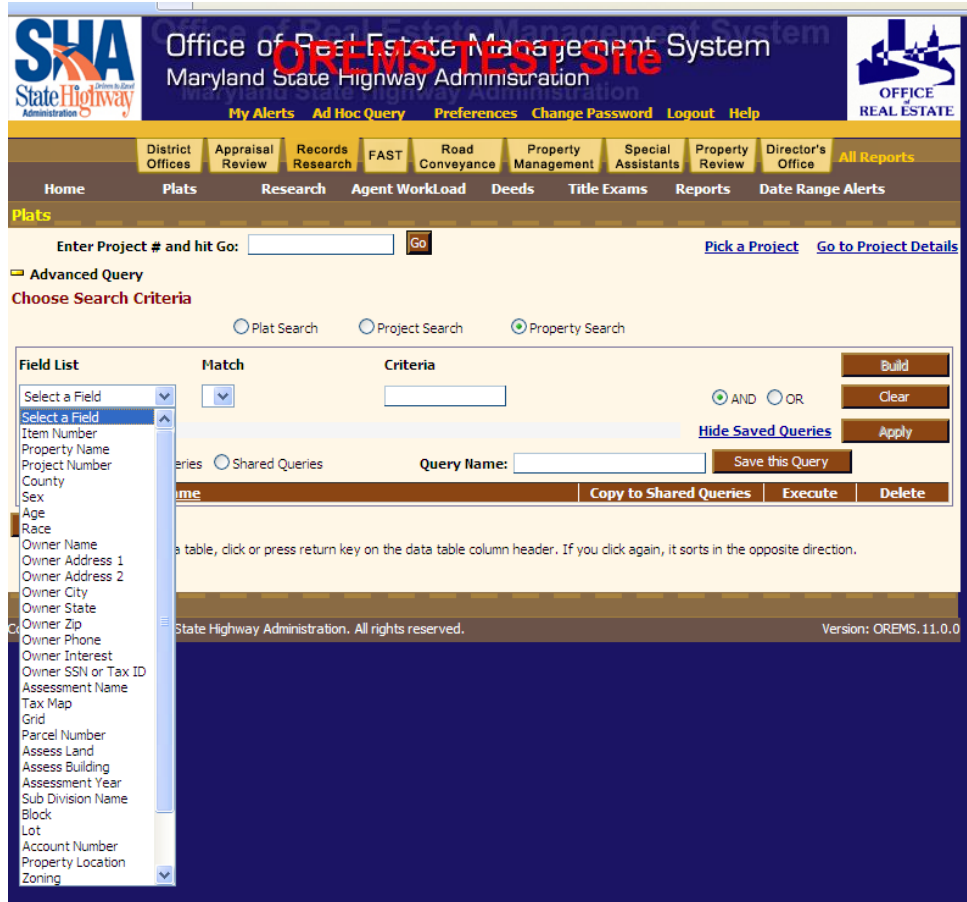 SHA
Driven to Excel
State Highway
Administration
Office of Real Estate Management System
OREMS TEST Site
Maryland State Highway Administration
OFFICE
of
REAL ESTATE
My Alerts Ad Hoc Query Preferences Change Password Logout Help
District Offices Appraisal Review Records Research FAST Road Conveyance Property Management Special Assistants Property Review Director's Office All Reports
Home Plats Research Agent WorkLoad Deeds Title Exams Reports Date Range Alerts
Plats
Enter Project # and hit Go: Go Pick a Project Go to Project Details
Advanced Query
Choose Search Criteria
Plat Search Project Search Property Search
Field List Match Criteria Build
Select a Field AND OR Clear
Select a Field
Item Number Hide Saved Queries Apply
Property Name
Project Number eries Shared Queries Query Name: Save this Query
County
Sex ame Copy to Shared Queries Execute Delete
Age
Race
Owner Name a table, click or press return key on the data table column header. If you click again, it sorts in the opposite direction.
Owner Address 1
Owner Address 2
Owner City
Owner State
Owner Zip State Highway Administration. All rights reserved. Version: OREMS.11.0.0
Owner Phone
Owner Interest
Owner SSN or Tax ID
Assessment Name
Tax Map
Grid
Parcel Number
Assess Land
Assess Building
Assessment Year
Sub Division Name
Block
Lot
Account Number
Property Location
Zoning